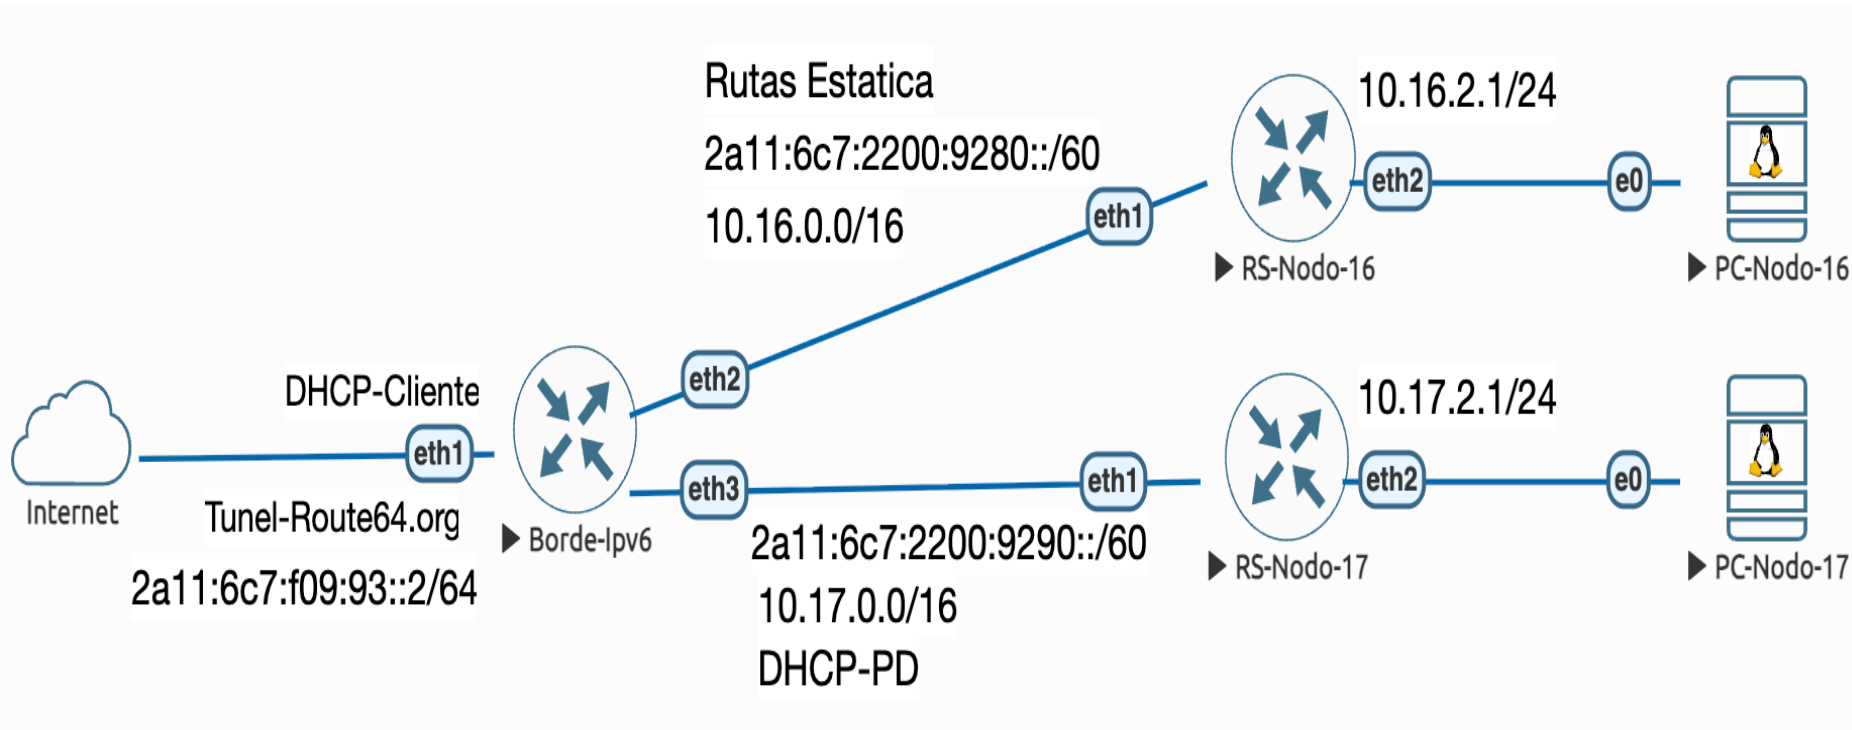 Rutas Estatica
2a11:6c7:2200:9280::/60
10.16.0.0/16
10.16.2.1/24
eth1
eth2
e0
RS-Nodo-16
PC-Nodo-16
DHCP-Cliente
eth1
eth2
eth3
Internet
Tunel-Route64.org
2a11:6c7:f09:93::2/64
Borde-Ipv6
2a11:6c7:2200:9290::/60
10.17.0.0/16
DHCP-PD
10.17.2.1/24
eth1
eth2
e0
RS-Nodo-17
PC-Nodo-17